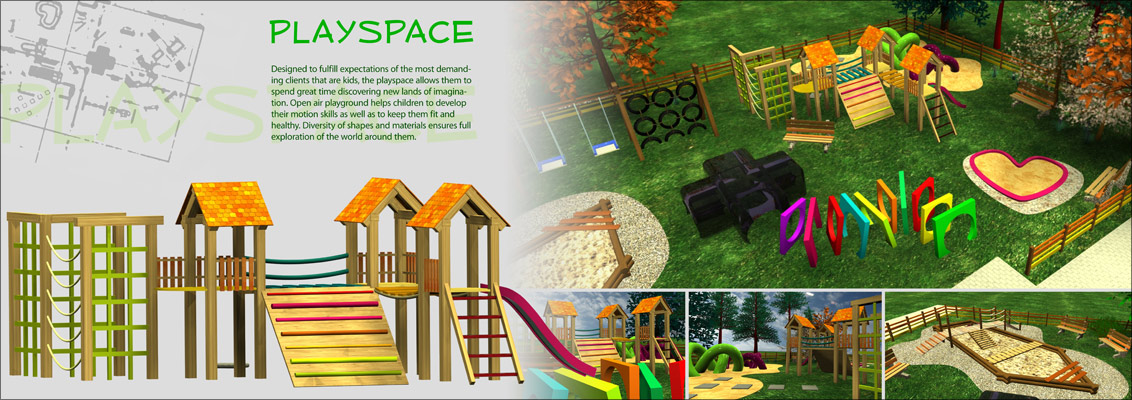 PLAYSPACE
Designed to fulfill expectations of the most demand-
ing clients that are kids, the playspace allows them to
spend great time discovering new lands of imagina-
tion. Open air playground helps children to develop
their motion skills as well as to keep them fit and
healthy. Diversity of shapes and materials ensures full
exploration of the world around them.
PLAYSPACE